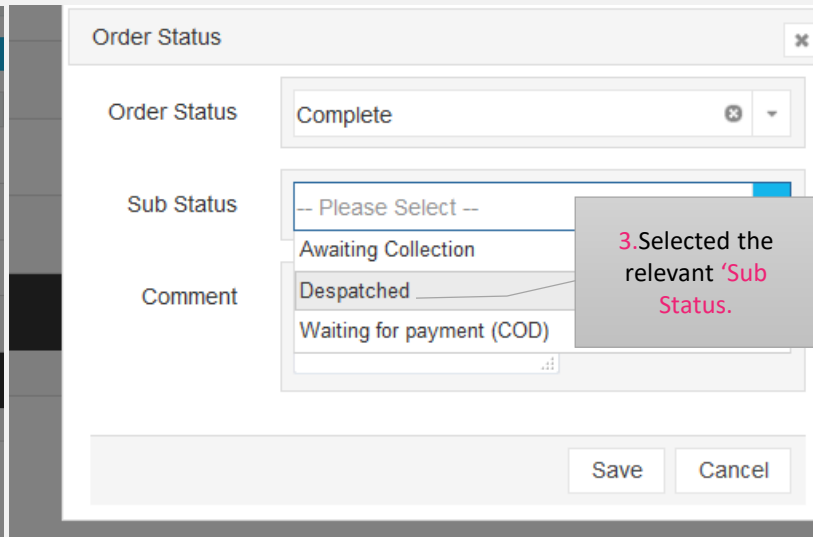 Order Status
Order Status
Complete
Sub Status
-- Please Select --
Awaiting Collection
Despatched
Waiting for payment (COD)
Comment
3.Selected the
relevant ‘Sub
Status.
Save
Cancel